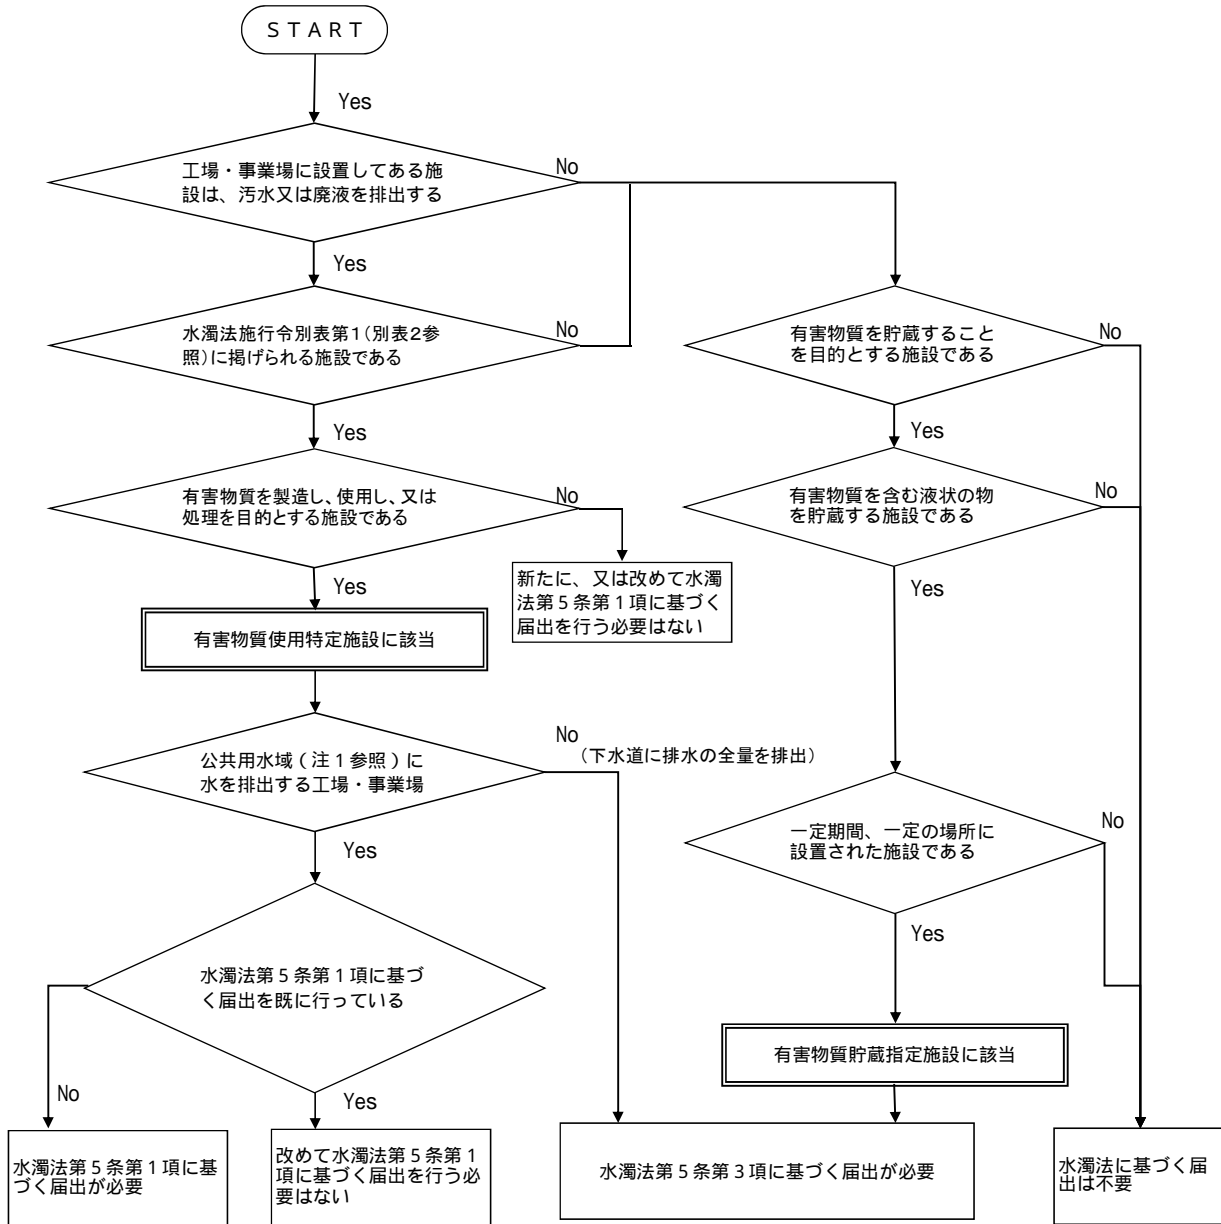 ＳＴＡＲＴ
Yes
工場・事業場に設置してある施
設は、汚水又は廃液を排出する
No
Yes
水濁法施行令別表第1(別表2参
照)に掲げられる施設である
No
有害物質を貯蔵すること
を目的とする施設である
No
Yes
Yes
有害物質を製造し、使用し、又は
処理を目的とする施設である
No
有害物質を含む液状の物
を貯蔵する施設である
No
Yes
新たに、又は改めて水濁
法第５条第１項に基づく
届出を行う必要はない
Yes
有害物質使用特定施設に該当
公共用水域（注１参照）に
水を排出する工場・事業場
No
（下水道に排水の全量を排出）
Yes
一定期間、一定の場所に
設置された施設である
No
Yes
水濁法第５条第１項に基づ
く届出を既に行っている
有害物質貯蔵指定施設に該当
No
Yes
水濁法第５条第１項に基
づく届出が必要
改めて水濁法第５条第１
項に基づく届出を行う必
要はない
水濁法第５条第３項に基づく届出が必要
水濁法に基づく届
出は不要